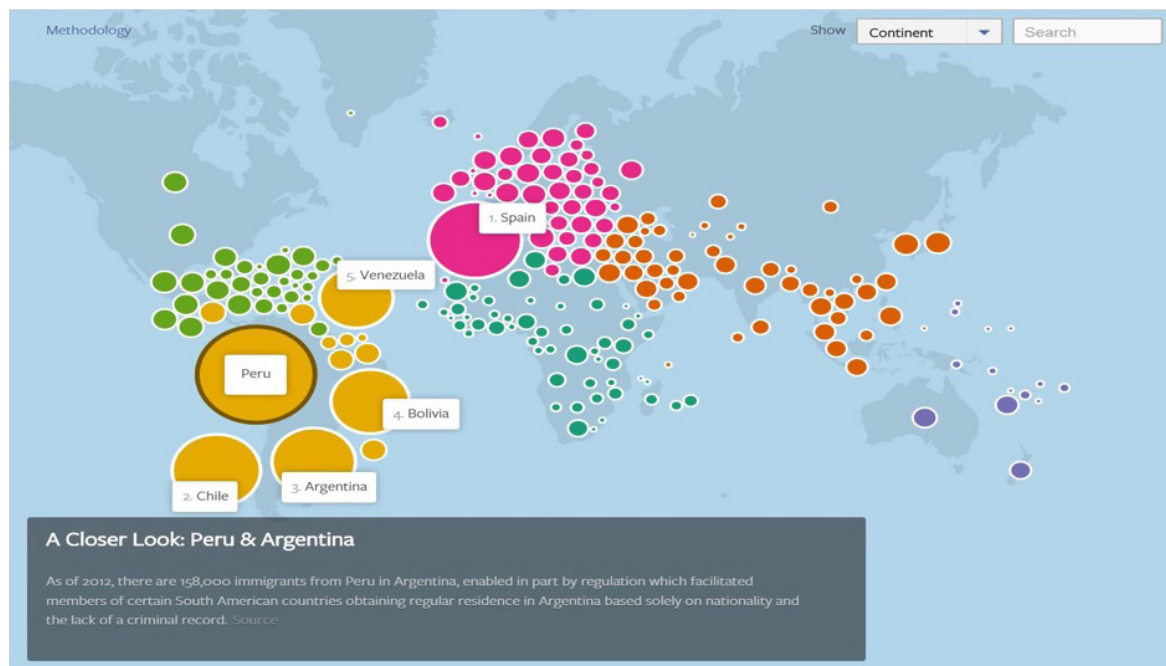 Methodology
Show
Continent
Search
1. Spain
5. Venezuela
Peru
4. Bolivia
2. Chile
3. Argentina
A Closer Look: Peru & Argentina
As of 2012, there are 158,000 immigrants from Peru in Argentina, enabled in part by regulation which facilitated
members of certain South American countries obtaining regular residence in Argentina based solely on nationality and
the lack of a criminal record. Source